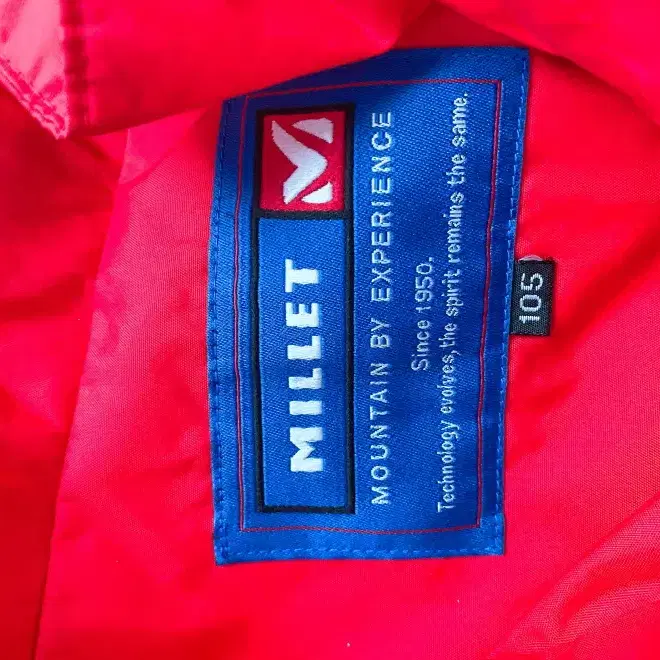 MILLET
MOUNTAIN BY EXPERIENCE
Since 1950,
Technology evolves, the spirit remains the same.
105